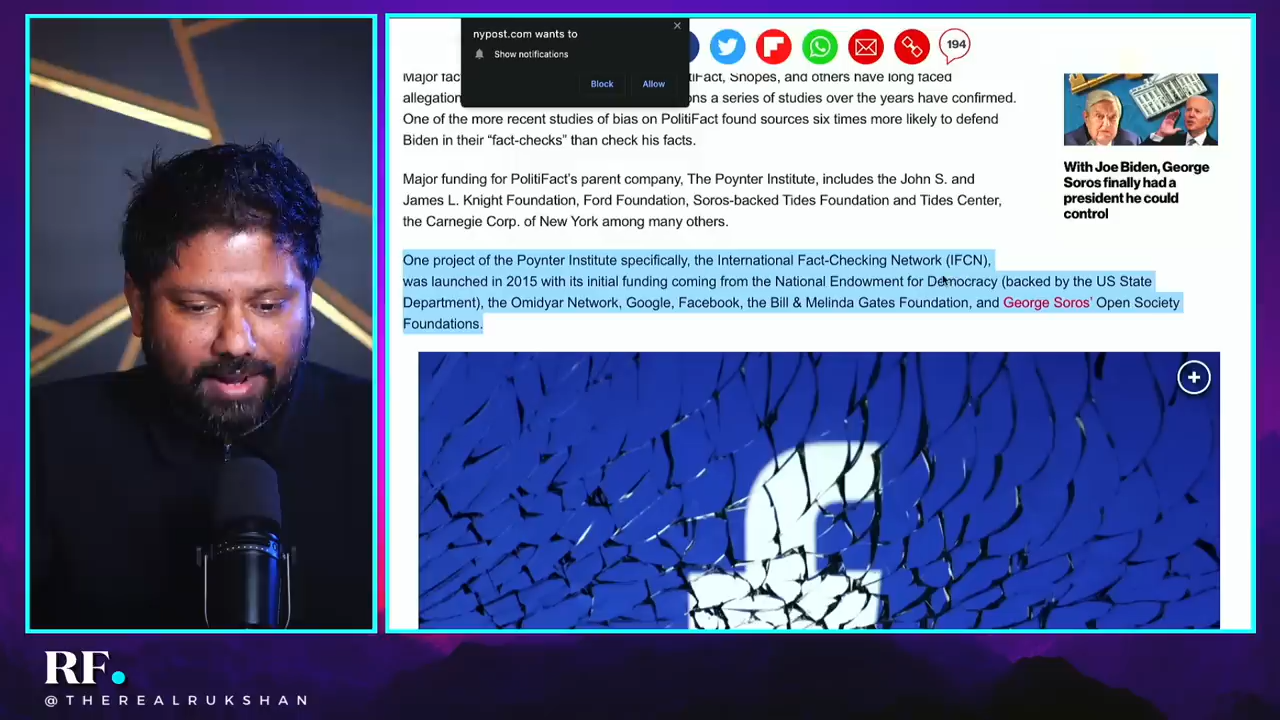 nypost.com wants to
Show notifications
Block
Allow
194
Major
tiFact, Snopes, and others have long faced
ns a series of studies over the years have confirmed.
One of the more recent studies of bias on PolitiFact found sources six times more likely to defend
Biden in their “fact-checks” than check his facts.
Major funding for PolitiFact’s parent company, The Poynter Institute, includes the John S. and
James L. Knight Foundation, Ford Foundation, Soros-backed Tides Foundation and Tides Center,
the Carnegie Corp. of New York among many others.
One project of the Poynter Institute specifically, the International Fact-Checking Network (IFCN),
was launched in 2015 with its initial funding coming from the National Endowment for Democracy (backed by the US State
Department), the Omidyar Network, Google, Facebook, the Bill & Melinda Gates Foundation, and George Soros’ Open Society
Foundations.
With Joe Biden, George
Soros finally had a
president he could
control
RF.
@THEREALRUKSHAN